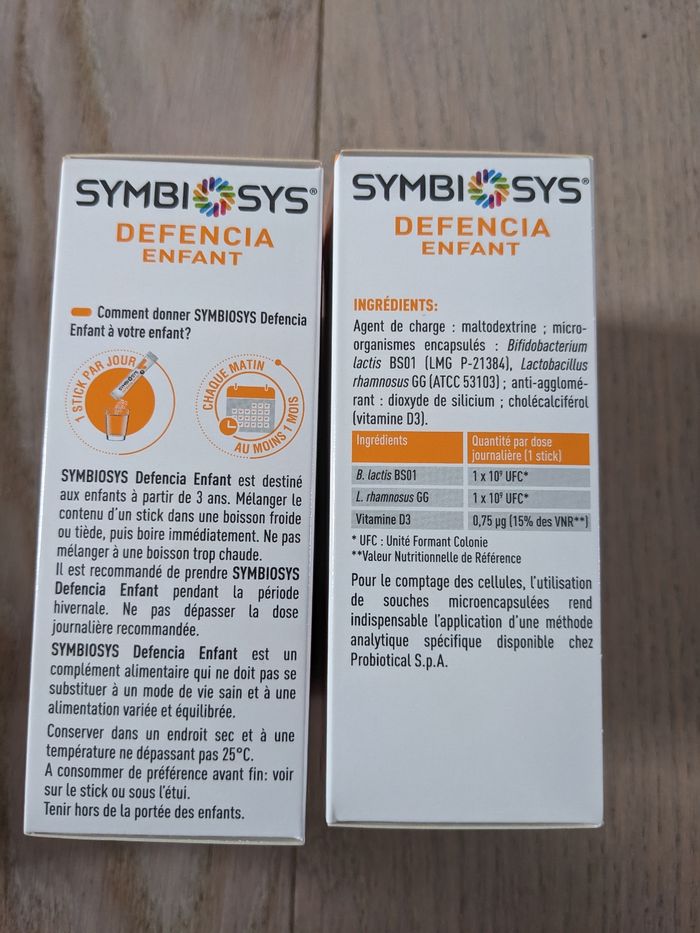 SYMBIOSYS®
DEFENCIA
ENFANT
Comment donner SYMBIOSYS Defencia
Enfant à votre enfant?
1 STICK PAR JOUR
SYMBIOSYS
CHAQUE MATIN
AU MOINS 1 MOIS
SYMBIOSYS Defencia Enfant est destiné
aux enfants à partir de 3 ans. Mélanger le
contenu d'un stick dans une boisson froide
ou tiède, puis boire immédiatement. Ne pas
mélanger à une boisson trop chaude.
Il est recommandé de prendre SYMBIOSYS
Defencia Enfant pendant la période
hivernale. Ne pas dépasser la dose
journalière recommandée.
SYMBIOSYS Defencia Enfant est un
complément alimentaire qui ne doit pas se
substituer à un mode de vie sain et à une
alimentation variée et équilibrée.
Conserver dans un endroit sec et à une
température ne dépassant pas 25°C.
A consommer de préférence avant fin: voir
sur le stick ou sous l'étui.
Tenir hors de la portée des enfants.
SYMBIOSYS®
DEFENCIA
ENFANT
INGRÉDIENTS:
Agent de charge : maltodextrine ; micro-
organismes encapsulés : Bifidobacterium
lactis BS01 (LMG P-21384), Lactobacillus
rhamnosus GG (ATCC 53103) ; anti-agglomé-
rant : dioxyde de silicium ; cholécalciférol
(vitamine D3).
Ingrédients Quantité par dose
journalière (1 stick)
B. lactis BS01 1 x 10⁹ UFC*
L. rhamnosus GG 1 x 10⁹ UFC*
Vitamine D3 0,75 µg (15% des VNR**)
* UFC : Unité Formant Colonie
**Valeur Nutritionnelle de Référence
Pour le comptage des cellules, l'utilisation
de souches microencapsulées rend
indispensable l'application d'une méthode
analytique spécifique disponible chez
Probiotical S.p.A.